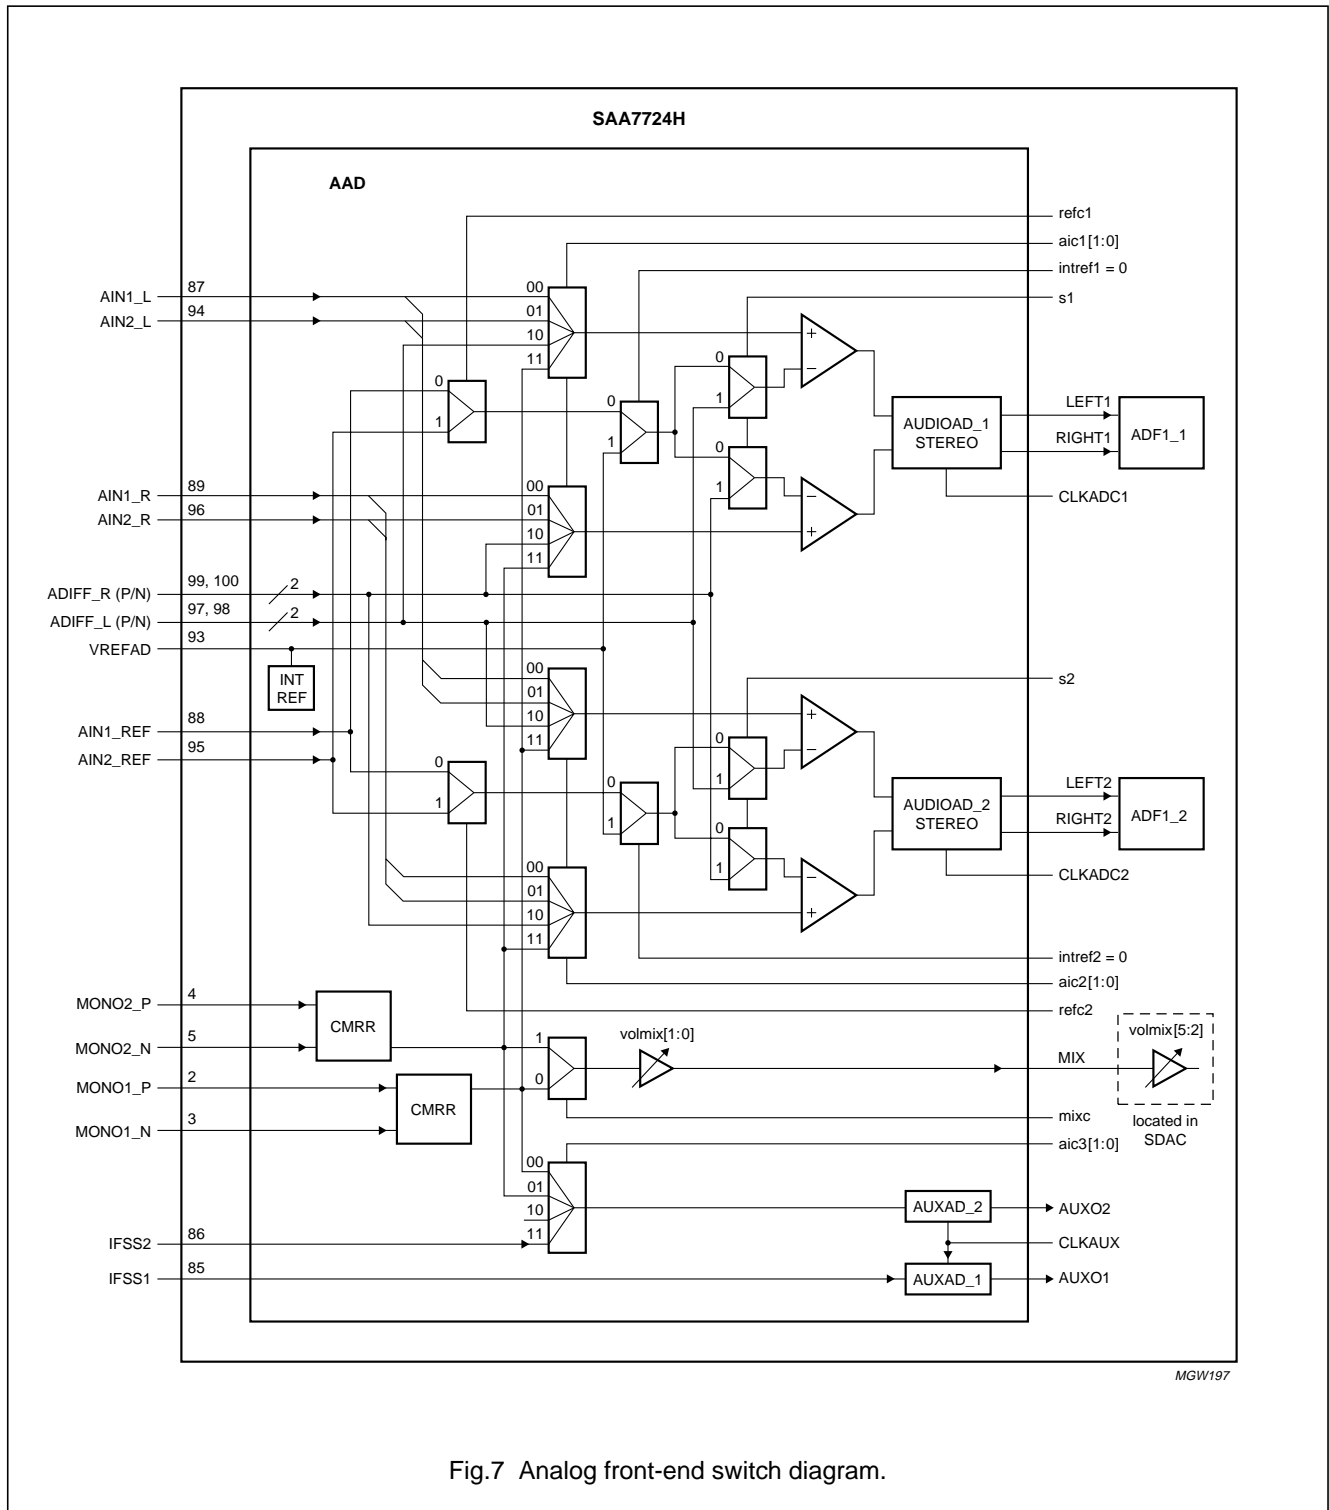 SAA7724H
AAD
refc1
aic1[1:0]
intref1 = 0
s1
AIN1_L 87
AIN2_L 94
00
01
10
11
0
1
0
1
0
1
0
1
+
−
−
+
AUDIOAD_1
STEREO
LEFT1
RIGHT1
ADF1_1
CLKADC1
AIN1_R 89
AIN2_R 96
00
01
10
11
ADIFF_R (P/N) 99, 100 2
ADIFF_L (P/N) 97, 98 2
VREFAD 93
INT
REF
AIN1_REF 88
AIN2_REF 95
00
01
10
11
s2
0
1
0
1
0
1
0
1
+
−
−
+
AUDIOAD_2
STEREO
LEFT2
RIGHT2
ADF1_2
CLKADC2
00
01
10
11
intref2 = 0
aic2[1:0]
refc2
MONO2_P 4
MONO2_N 5
CMRR
MONO1_P 2
MONO1_N 3
CMRR
1
0
volmix[1:0]
MIX
volmix[5:2]
located in
SDAC
mixc
aic3[1:0]
00
01
10
11
IFSS2 86
IFSS1 85
AUXAD_2
AUXO2
CLKAUX
AUXAD_1
AUXO1
MGW197
Fig.7 Analog front-end switch diagram.